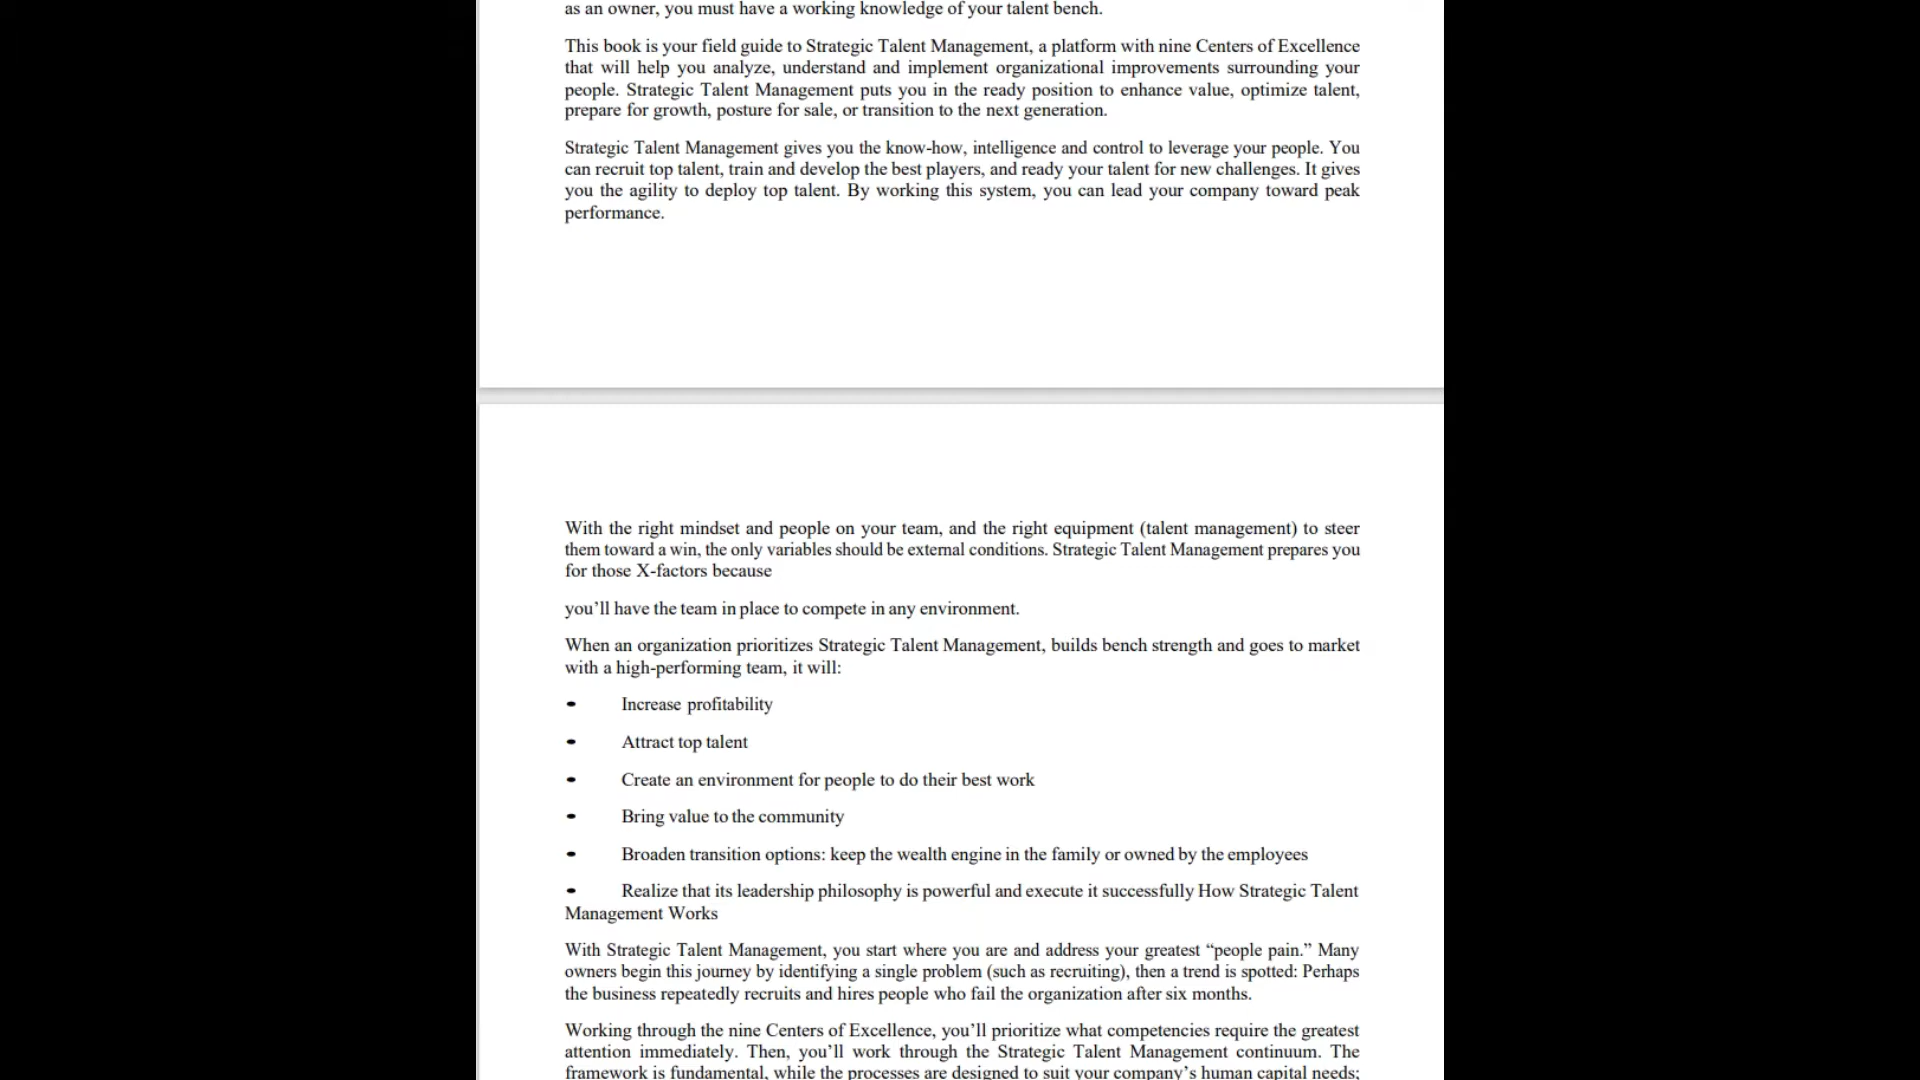 as an owner, you must have a working knowledge of your talent bench.
This book is your field guide to Strategic Talent Management, a platform with nine Centers of Excellence
that will help you analyze, understand and implement organizational improvements surrounding your
people. Strategic Talent Management puts you in the ready position to enhance value, optimize talent,
prepare for growth, posture for sale, or transition to the next generation.
Strategic Talent Management gives you the know-how, intelligence and control to leverage your people. You
can recruit top talent, train and develop the best players, and ready your talent for new challenges. It gives
you the agility to deploy top talent. By working this system, you can lead your company toward peak
performance.
With the right mindset and people on your team, and the right equipment (talent management) to steer
them toward a win, the only variables should be external conditions. Strategic Talent Management prepares you
for those X-factors because
you’ll have the team in place to compete in any environment.
When an organization prioritizes Strategic Talent Management, builds bench strength and goes to market
with a high-performing team, it will:
• Increase profitability
• Attract top talent
• Create an environment for people to do their best work
• Bring value to the community
• Broaden transition options: keep the wealth engine in the family or owned by the employees
• Realize that its leadership philosophy is powerful and execute it successfully How Strategic Talent
Management Works
With Strategic Talent Management, you start where you are and address your greatest “people pain.” Many
owners begin this journey by identifying a single problem (such as recruiting), then a trend is spotted: Perhaps
the business repeatedly recruits and hires people who fail the organization after six months.
Working through the nine Centers of Excellence, you’ll prioritize what competencies require the greatest
attention immediately. Then, you’ll work through the Strategic Talent Management continuum. The
framework is fundamental, while the processes are designed to suit your company’s human capital needs;